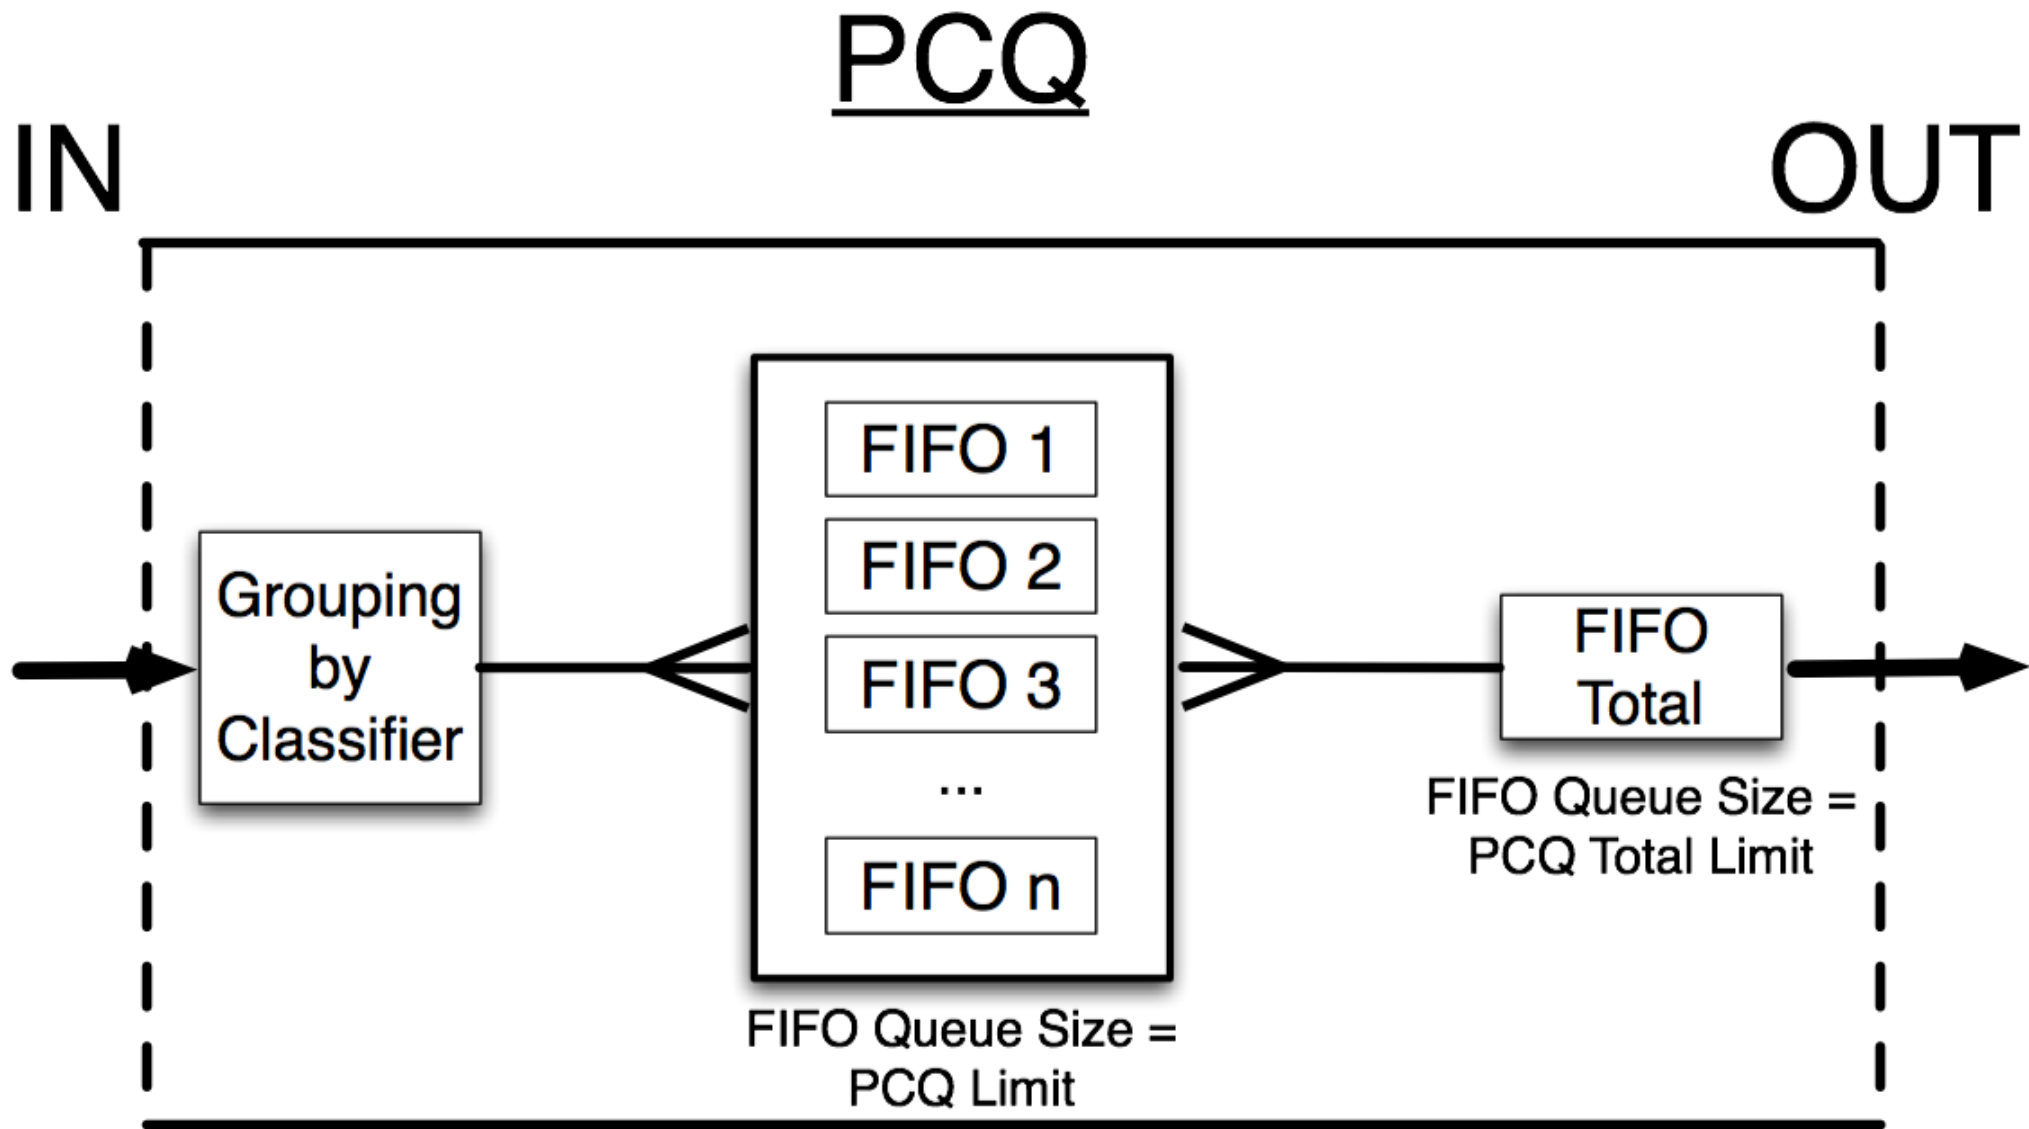 PCQ
IN
OUT
Grouping
by
Classifier
FIFO 1
FIFO 2
FIFO 3
...
FIFO n
FIFO Queue Size =
PCQ Limit
FIFO
Total
FIFO Queue Size =
PCQ Total Limit